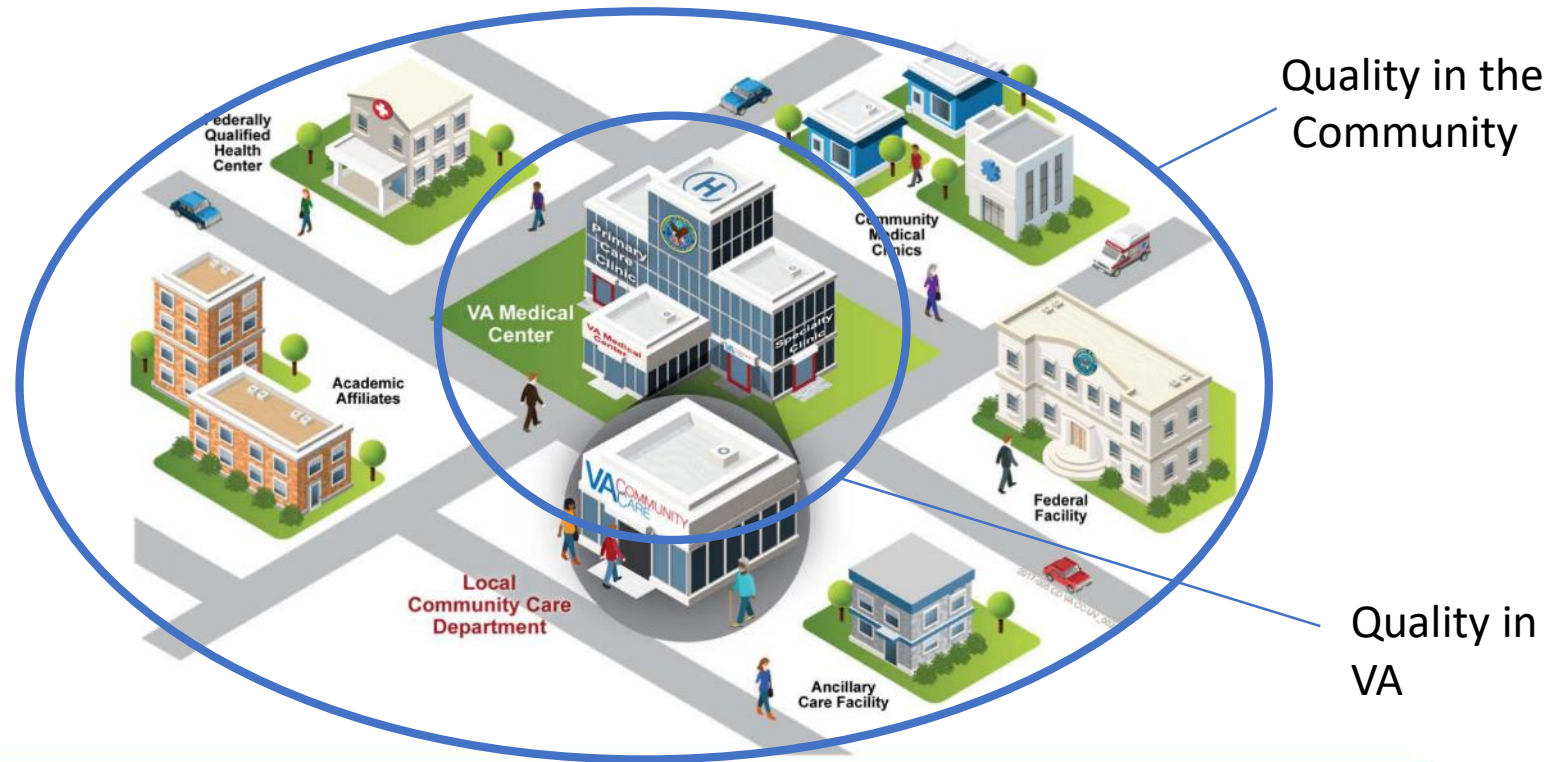 Quality in the
Community
Federally
Qualified
Health
Center
H
Primary
Care
Clinic
Community
Medical
Clinics
VA Medical
Center
VA Medical
Center
Specialty
Clinic
Academic
Affiliates
VA COMMUNITY
CARE
Federal
Facility
Local
Community Care
Department
Ancillary
Care Facility
Quality in
VA